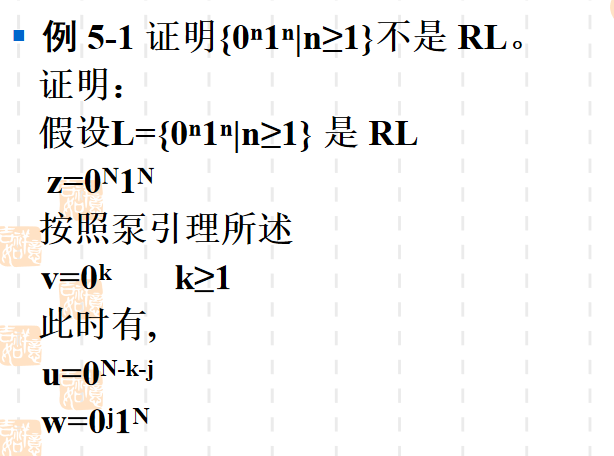 例 5-1 证明{0ⁿ1ⁿ|n≥1}不是 RL。
证明：
假设L={0ⁿ1ⁿ|n≥1} 是 RL
z=0ᴺ1ᴺ
按照泵引理所述
v=0ᵏ k≥1
此时有,
u=0ᴺ⁻ᵏ⁻ʲ
w=0ʲ1ᴺ